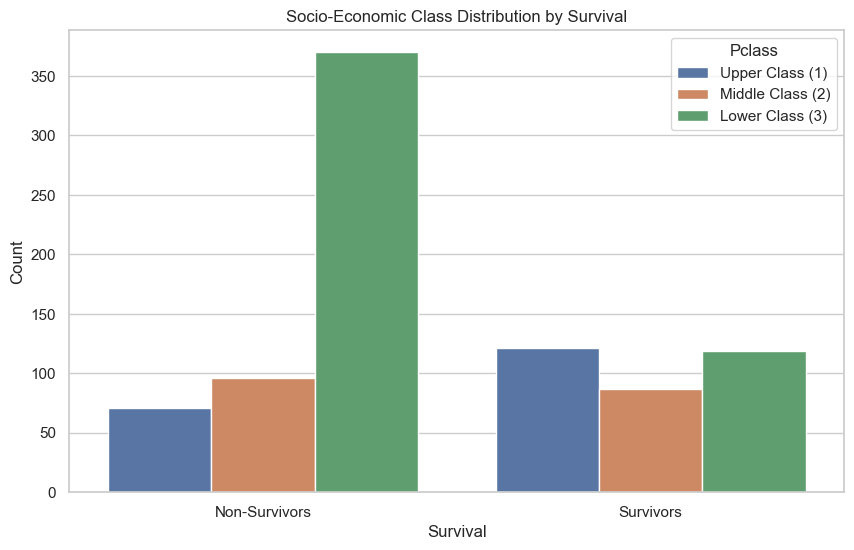 Socio-Economic Class Distribution by Survival
Pclass
Upper Class (1)
Middle Class (2)
Lower Class (3)
350
300
250
200
150
100
50
0
Count
Non-Survivors
Survivors
Survival